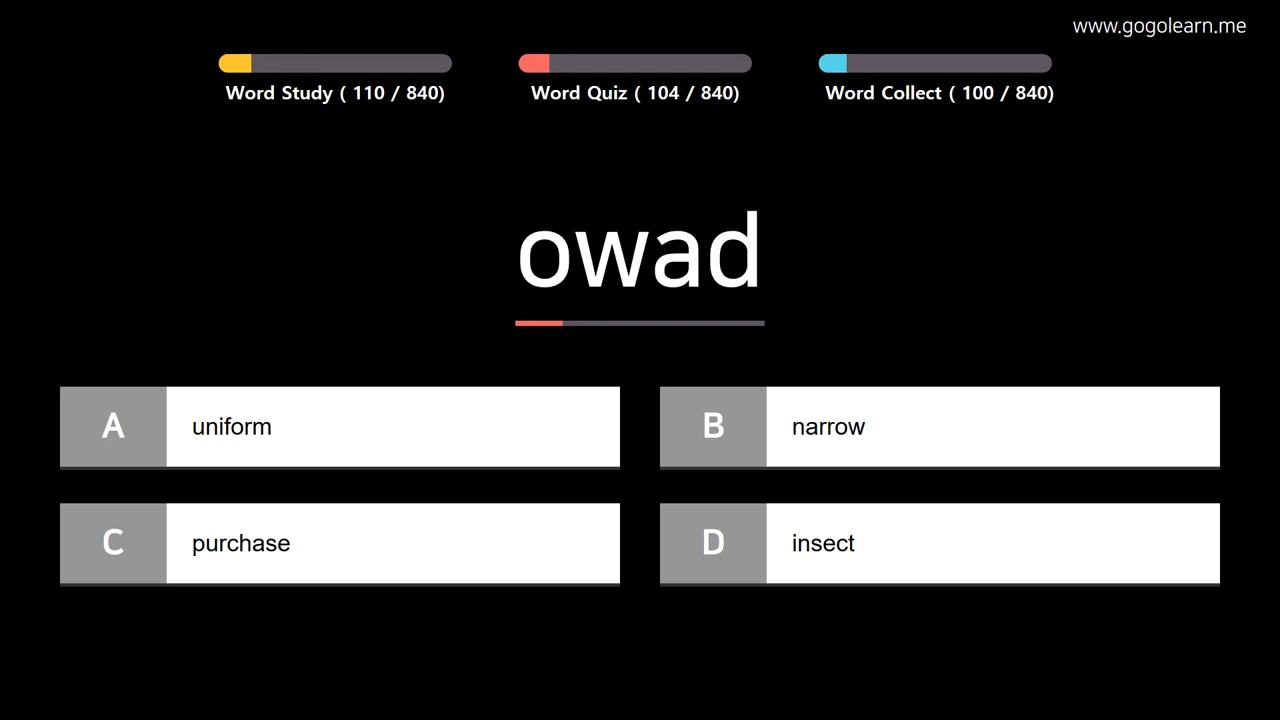 www.gogolearn.me
Word Study ( 110 / 840)
Word Quiz ( 104 / 840)
Word Collect ( 100 / 840)
owad
A uniform
B narrow
C purchase
D insect